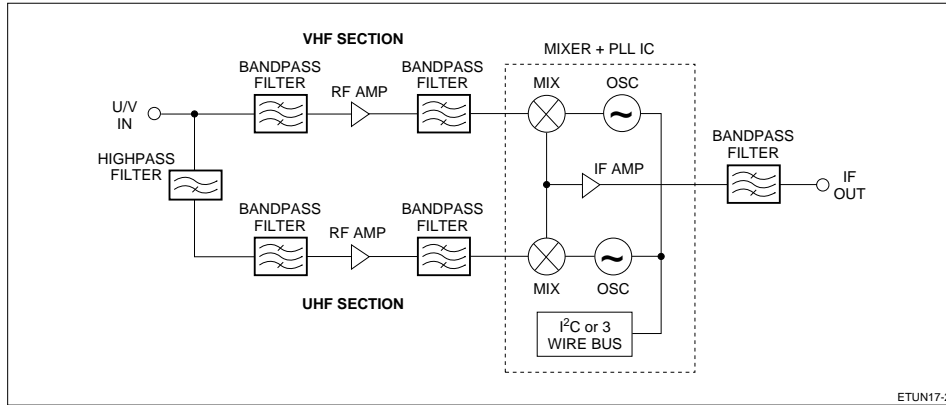 VHF SECTION
MIXER + PLL IC
BANDPASS
FILTER
RF AMP
BANDPASS
FILTER
MIX
OSC
U/V
IN
~
HIGHPASS
FILTER
IF AMP
BANDPASS
FILTER
IF
OUT
BANDPASS
FILTER
RF AMP
BANDPASS
FILTER
~
MIX
OSC
UHF SECTION
I²C or 3
WIRE BUS